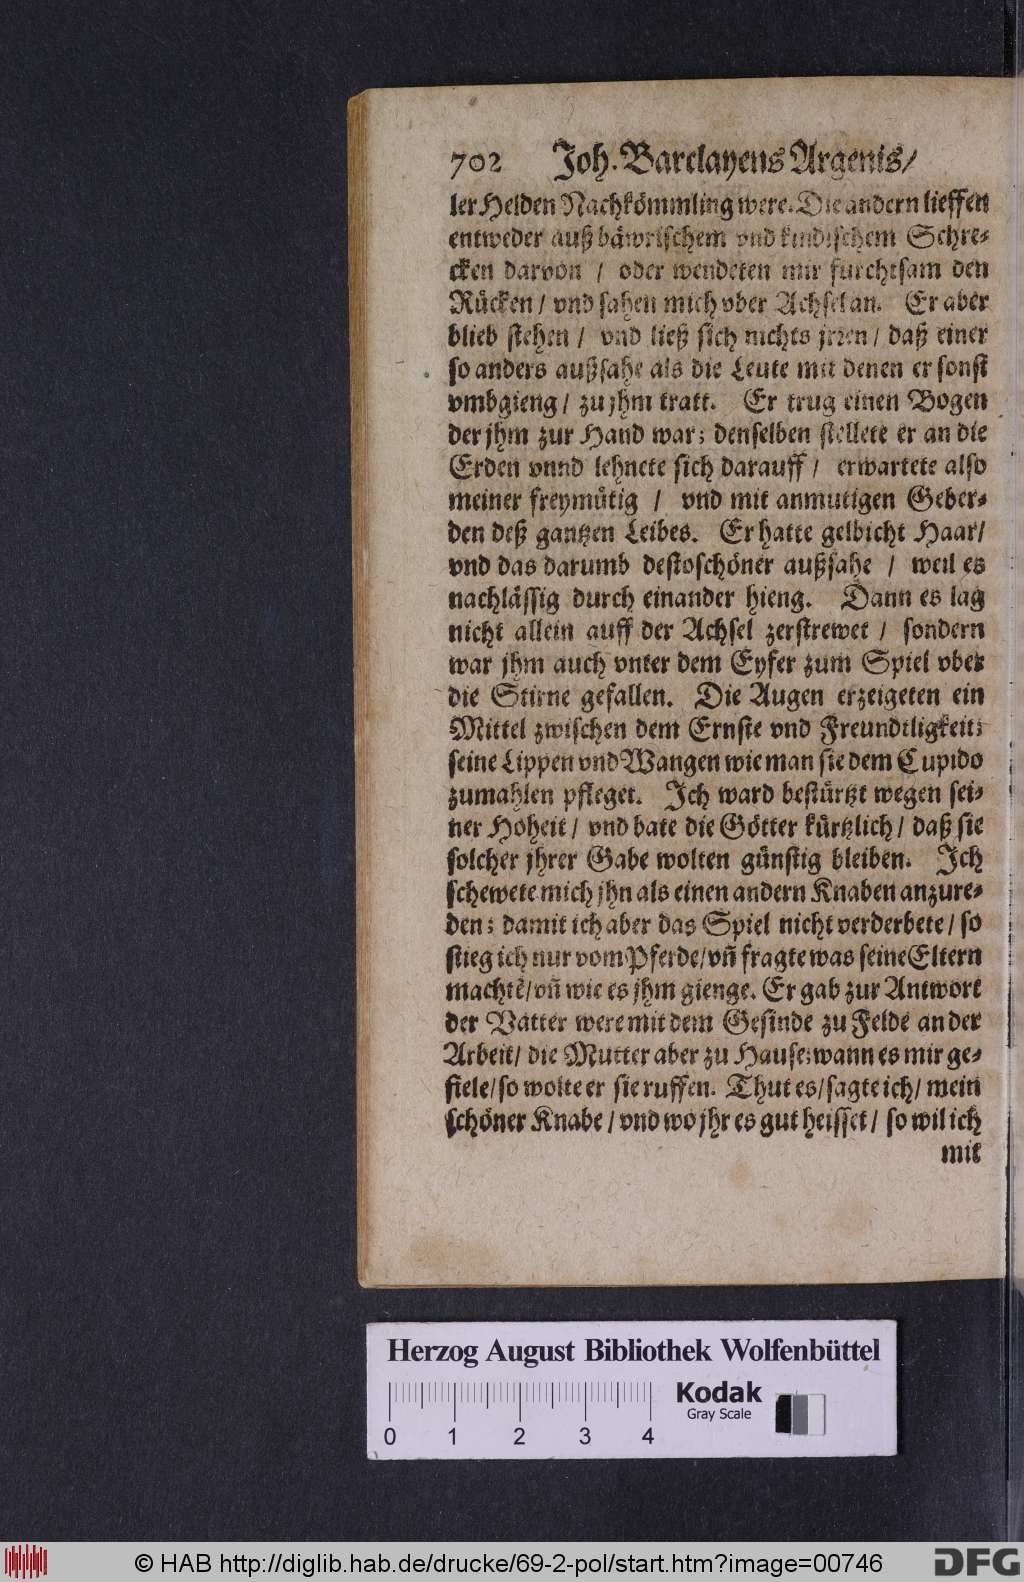 702 Joh. Barclayens Argenis/
ler Helden Nachkömmling were. Die andern lieffen
entweder auß bäwrischem vnd kindischem Schre-
cken darvon / oder wendeten mir furchtsam den
Rücken / vnd sahen mich vber Achsel an. Er aber
blieb stehen / vnd ließ sich nichts jrren / daß einer
so anders außsahe als die Leute mit denen er sonst
vmbgieng / zu jhm tratt. Er trug einen Bogen
der jhm zur Hand war; denselben stellete er an die
Erden vnnd lehnete sich darauff / erwartete also
meiner freymütig / vnd mit anmutigen Geber-
den deß gantzen Leibes. Er hatte gelbicht Haar/
vnd das darumb destoschöner außsahe / weil es
nachlässig durch einander hieng. Dann es lag
nicht allein auff der Achsel zerstrewet / sondern
war jhm auch vnter dem Eyfer zum Spiel vber
die Stirne gefallen. Die Augen erzeigeten ein
Mittel zwischen dem Ernste vnd Freundtligkeit;
seine Lippen vnd Wangen wie man sie dem Cupido
zumahlen pfleget. Ich ward bestürtzt wegen sei-
ner Hoheit / vnd bate die Götter kürtzlich / daß sie
solcher jhrer Gabe wolten günstig bleiben. Ich
schewete mich jhn als einen andern Knaben anzure-
den; damit ich aber das Spiel nicht verderbete / so
stieg ich nur vom Pferde/vn̄ fragte was seine Eltern
machtē/vn̄ wie es jhm gienge. Er gab zur Antwort
der Vatter were mit dem Gesinde zu Felde an der
Arbeit/ die Mutter aber zu Hause; wann es mir ge-
fiele/so wolte er sie ruffen. Thut es/sagte ich/ mein
schöner Knabe / vnd wo jhr es gut heisset / so wil ich
mit
Herzog August Bibliothek Wolfenbüttel
Kodak
Gray Scale
0 1 2 3 4
© HAB http://diglib.hab.de/drucke/69-2-pol/start.htm?image=00746
DFG